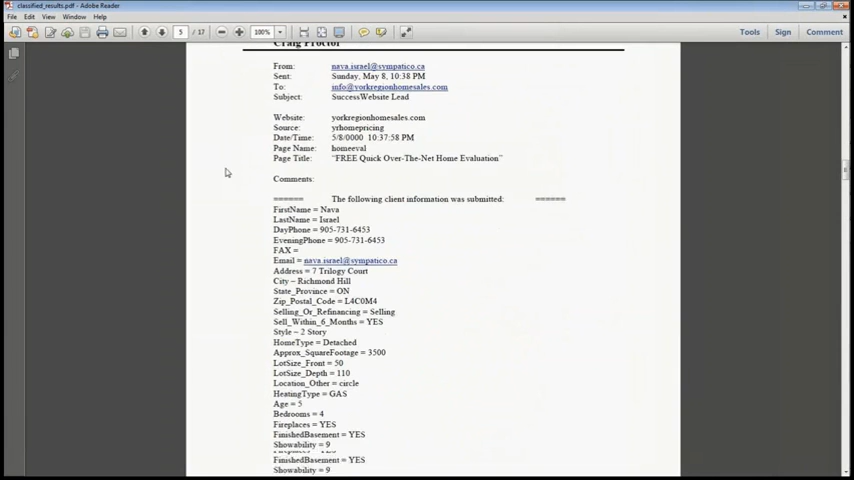 classified_results.pdf - Adobe Reader
File Edit View Window Help
5 / 17 100% Tools Sign Comment
Craig Proctor
From: nava.israel@sympatico.ca
Sent: Sunday, May 8, 10:38 PM
To: info@yorkregionhomesales.com
Subject: SuccessWebsite Lead
Website: yorkregionhomesales.com
Source: yrhomepricing
Date/Time: 5/8/0000 10:37:58 PM
Page Name: homeeval
Page Title: "FREE Quick Over-The-Net Home Evaluation"
Comments:
====== The following client information was submitted: ======
FirstName = Nava
LastName = Israel
DayPhone = 905-731-6453
EveningPhone = 905-731-6453
FAX =
Email = nava.israel@sympatico.ca
Address = 7 Trilogy Court
City – Richmond Hill
State_Province = ON
Zip_Postal_Code = L4C0M4
Selling_Or_Refinancing = Selling
Sell_Within_6_Months = YES
Style – 2 Story
HomeType = Detached
Approx_SquareFootage = 3500
LotSize_Front = 50
LotSize_Depth = 110
Location_Other = circle
HeatingType = GAS
Age = 5
Bedrooms = 4
Fireplaces = YES
FinishedBasement = YES
Showability = 9
Fireplaces = YES
FinishedBasement = YES
Showability = 9